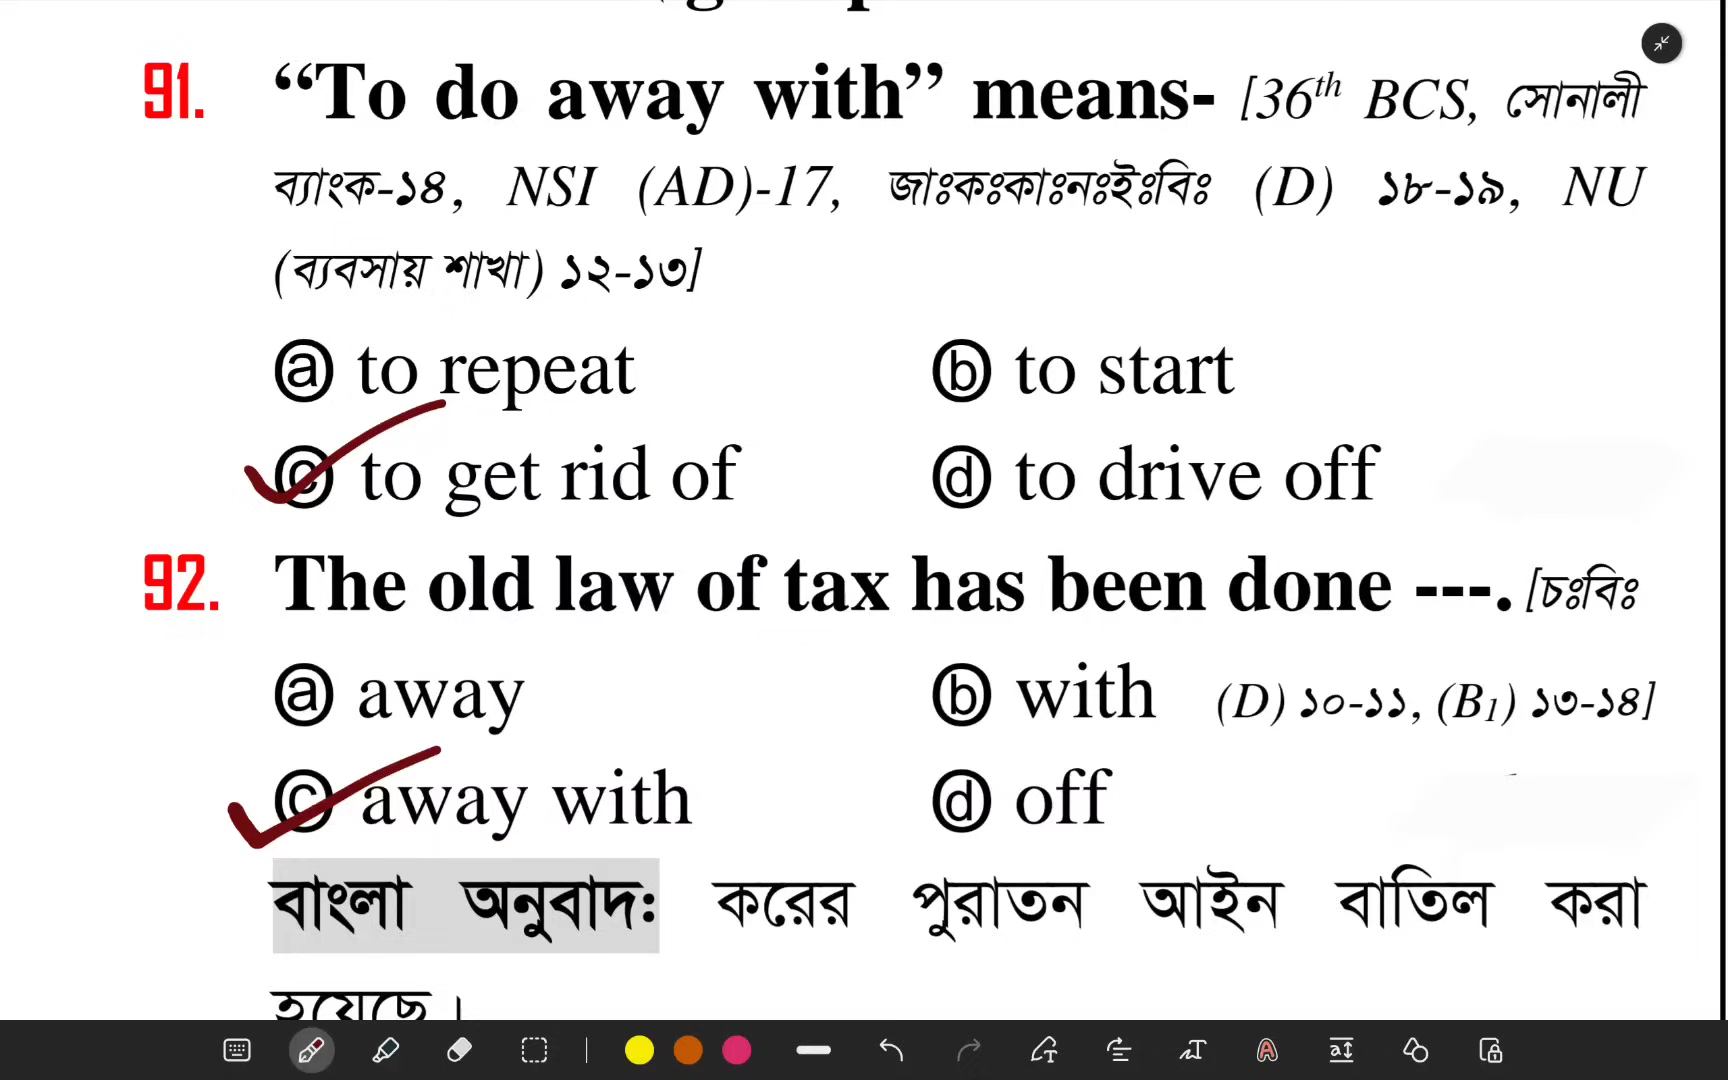 91. “To do away with” means- [36th BCS, সোনালী
ব্যাংক-১৪, NSI (AD)-17, জাঃকঃকাঃনঃইঃবিঃ (D) ১৮-১৯, NU
(ব্যবসায় শাখা) ১২-১৩]
ⓐ to repeat ⓑ to start
ⓒ to get rid of ⓓ to drive off
92. The old law of tax has been done ---. [চঃবিঃ
ⓐ away ⓑ with (D) ১০-১১, (B1) ১৩-১৪]
ⓒ away with ⓓ off
বাংলা অনুবাদ: করের পুরাতন আইন বাতিল করা
হয়েছে।